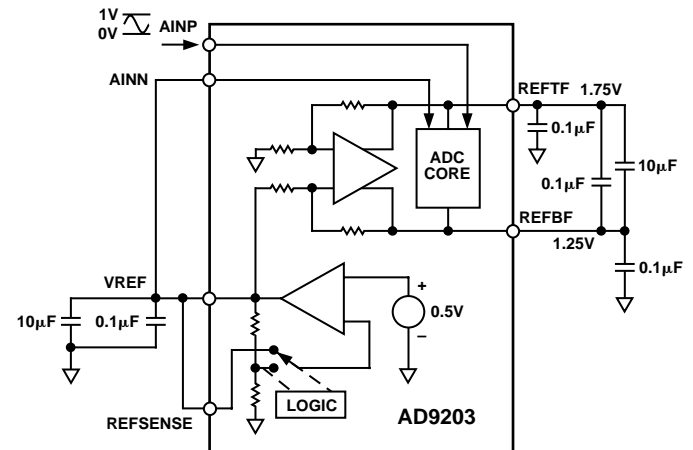 1V
0V
AINP
AINN
REFTF
1.75V
0.1μF
ADC
CORE
0.1μF
10μF
REFBF
1.25V
0.1μF
VREF
10μF
0.1μF
+
0.5V
–
LOGIC
REFSENSE
AD9203